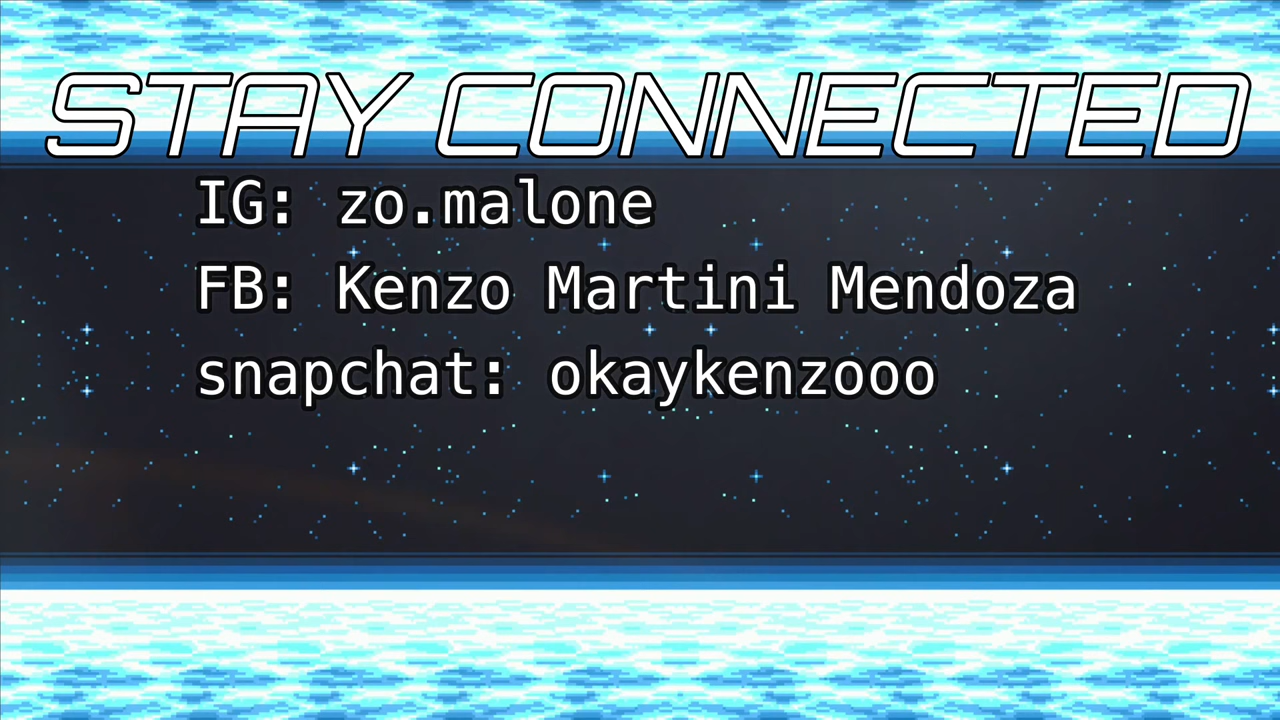 STAY CONNECTED
IG: zo.malone
FB: Kenzo Martini Mendoza
snapchat: okaykenzooo